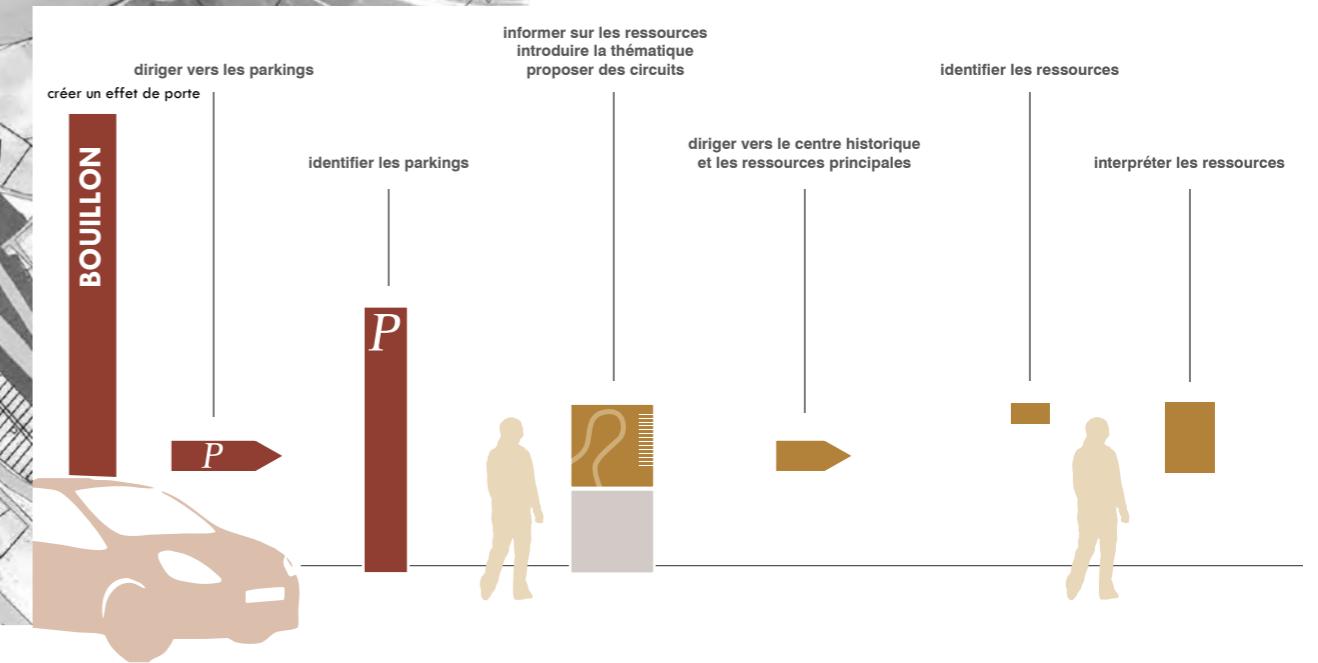 informer sur les ressources
introduire la thématique
proposer des circuits
diriger vers les parkings
identifier les ressources
créer un effet de porte
diriger vers le centre historique
et les ressources principales
identifier les parkings
interpréter les ressources
BOUILLON
P
P